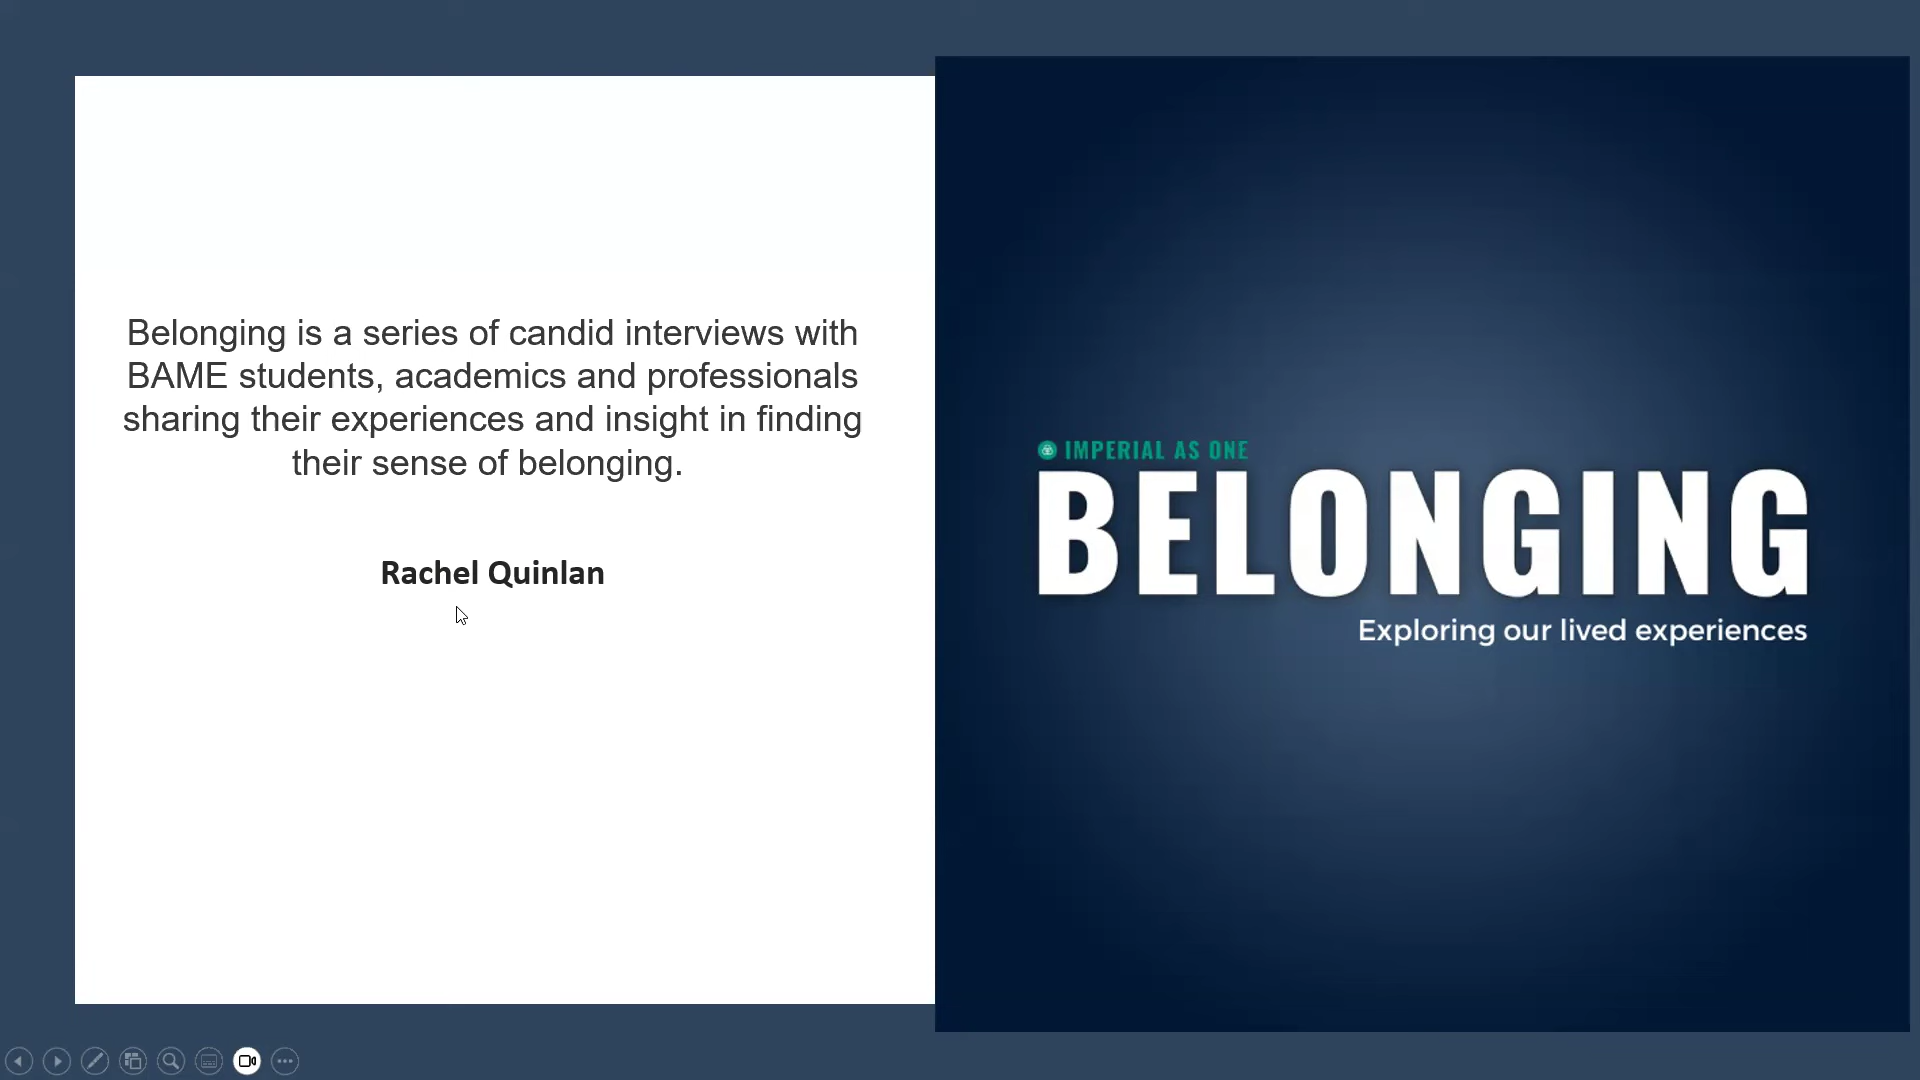 Belonging is a series of candid interviews with
BAME students, academics and professionals
sharing their experiences and insight in finding
their sense of belonging.
Rachel Quinlan
IMPERIAL AS ONE
BELONGING
Exploring our lived experiences